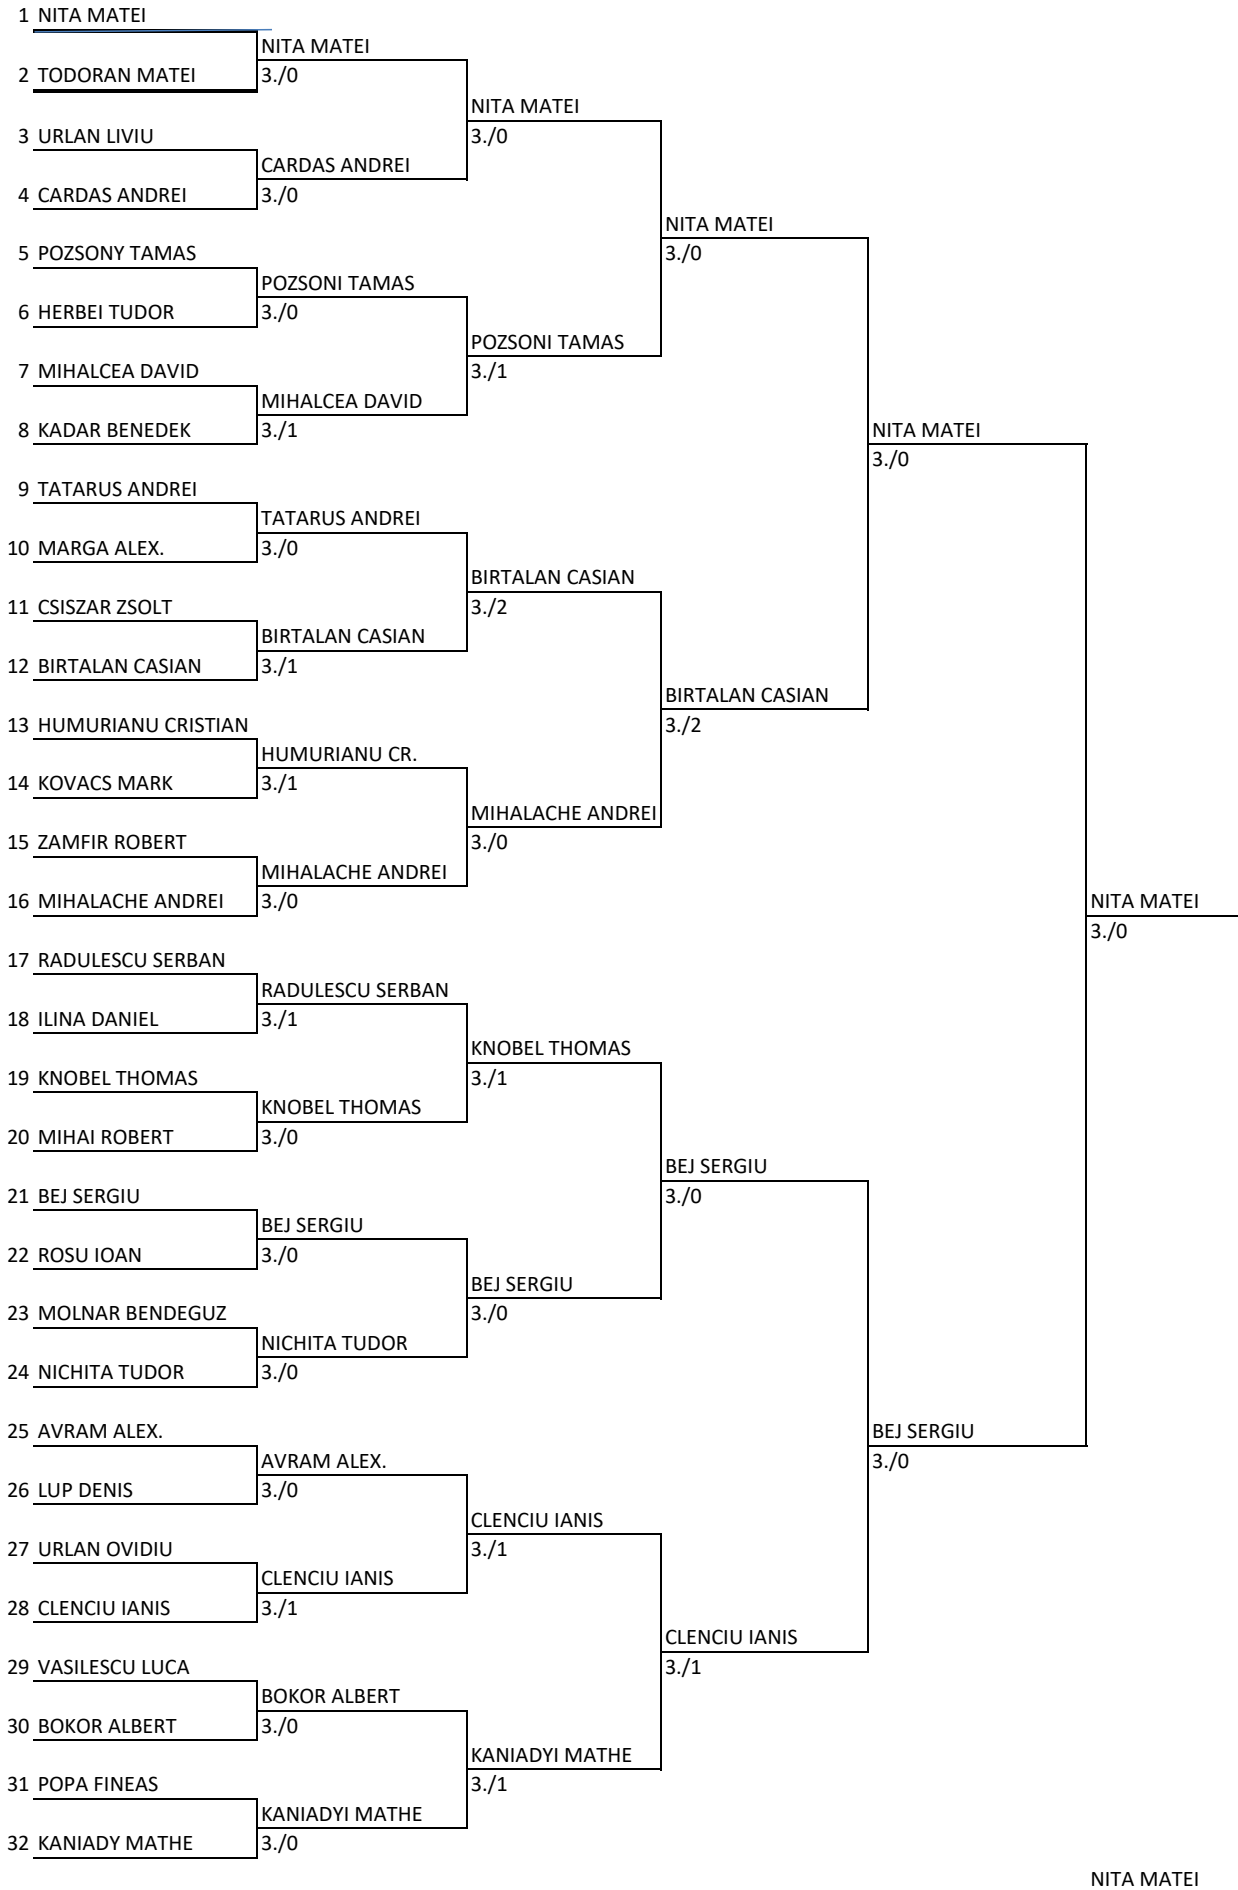 1 NITA MATEI
NITA MATEI
2 TODORAN MATEI 3./0
NITA MATEI
3 URLAN LIVIU 3./0
CARDAS ANDREI
4 CARDAS ANDREI 3./0
NITA MATEI
5 POZSONY TAMAS 3./0
POZSONI TAMAS
6 HERBEI TUDOR 3./0
POZSONI TAMAS
7 MIHALCEA DAVID 3./1
MIHALCEA DAVID
8 KADAR BENEDEK 3./1 NITA MATEI
3./0
9 TATARUS ANDREI
TATARUS ANDREI
10 MARGA ALEX. 3./0
BIRTALAN CASIAN
11 CSISZAR ZSOLT 3./2
BIRTALAN CASIAN
12 BIRTALAN CASIAN 3./1
BIRTALAN CASIAN
13 HUMURIANU CRISTIAN 3./2
HUMURIANU CR.
14 KOVACS MARK 3./1
MIHALACHE ANDREI
15 ZAMFIR ROBERT 3./0
MIHALACHE ANDREI
16 MIHALACHE ANDREI 3./0 NITA MATEI
3./0
17 RADULESCU SERBAN
RADULESCU SERBAN
18 ILINA DANIEL 3./1
KNOBEL THOMAS
19 KNOBEL THOMAS 3./1
KNOBEL THOMAS
20 MIHAI ROBERT 3./0
BEJ SERGIU
21 BEJ SERGIU 3./0
BEJ SERGIU
22 ROSU IOAN 3./0
BEJ SERGIU
23 MOLNAR BENDEGUZ 3./0
NICHITA TUDOR
24 NICHITA TUDOR 3./0
25 AVRAM ALEX. BEJ SERGIU
AVRAM ALEX. 3./0
26 LUP DENIS 3./0
CLENCIU IANIS
27 URLAN OVIDIU 3./1
CLENCIU IANIS
28 CLENCIU IANIS 3./1
CLENCIU IANIS
29 VASILESCU LUCA 3./1
BOKOR ALBERT
30 BOKOR ALBERT 3./0
KANIADYI MATHE
31 POPA FINEAS 3./1
KANIADYI MATHE
32 KANIADY MATHE 3./0
NITA MATEI